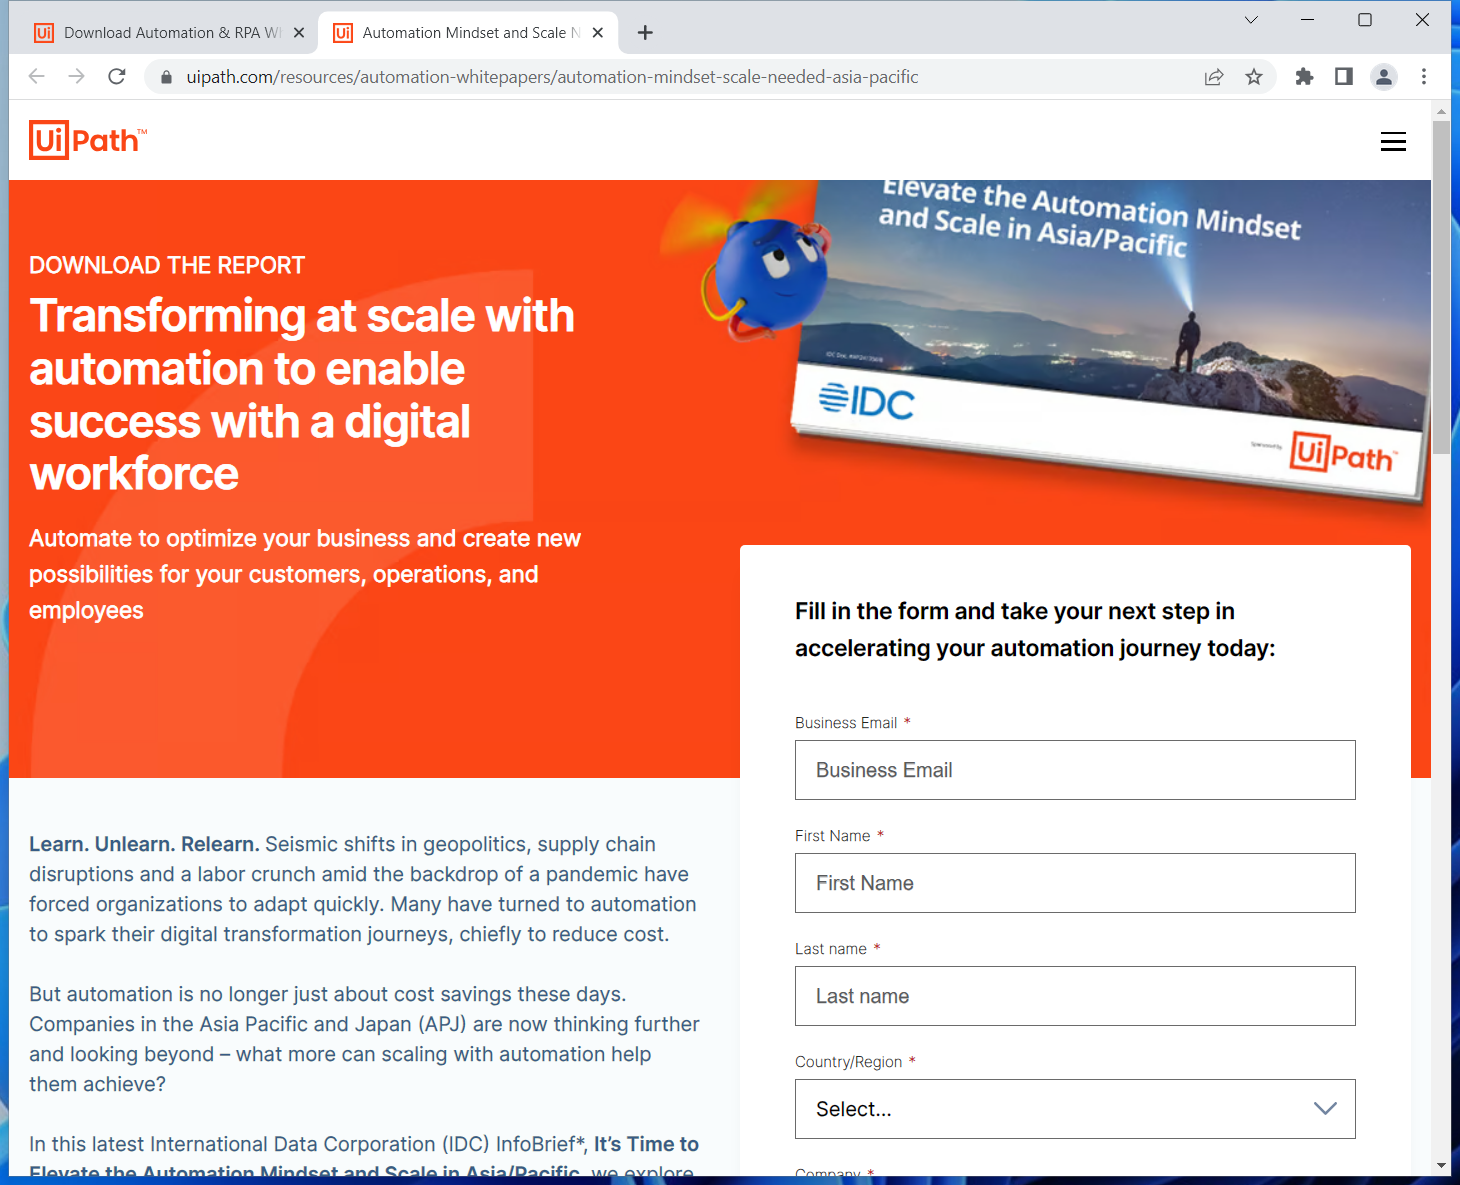 Download Automation & RPA Wh
Automation Mindset and Scale N
uipath.com/resources/automation-whitepapers/automation-mindset-scale-needed-asia-pacific
Ui Path™
Elevate the Automation Mindset
and Scale in Asia/Pacific
IDC
Sponsored by
Ui Path™
DOWNLOAD THE REPORT
Transforming at scale with
automation to enable
success with a digital
workforce
Automate to optimize your business and create new
possibilities for your customers, operations, and
employees
Fill in the form and take your next step in
accelerating your automation journey today:
Business Email *
Business Email
First Name *
First Name
Last name *
Last name
Country/Region *
Select...
Company *
Learn. Unlearn. Relearn. Seismic shifts in geopolitics, supply chain
disruptions and a labor crunch amid the backdrop of a pandemic have
forced organizations to adapt quickly. Many have turned to automation
to spark their digital transformation journeys, chiefly to reduce cost.
But automation is no longer just about cost savings these days.
Companies in the Asia Pacific and Japan (APJ) are now thinking further
and looking beyond – what more can scaling with automation help
them achieve?
In this latest International Data Corporation (IDC) InfoBrief*, It’s Time to
Elevate the Automation Mindset and Scale in Asia/Pacific, we explore